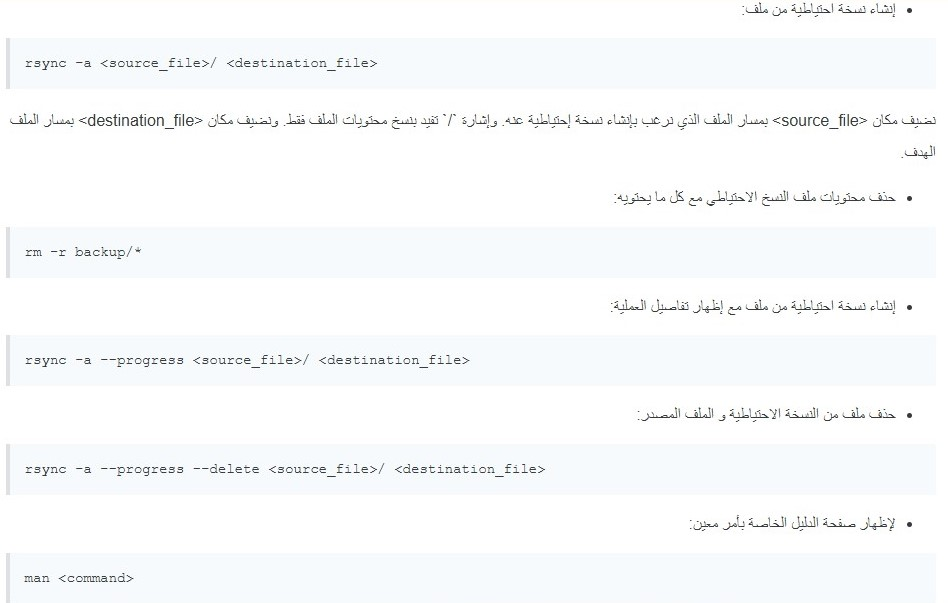 إنشاء نسخة احتياطية من ملف:
rsync -a <source_file>/ <destination_file>
نضيف مكان <source_file> بمسار الملف الذي نرغب بإنشاء نسخة إحتياطية عنه. وإشارة `/` تفيد بنسخ محتويات الملف فقط. ونضيف مكان <destination_file> بمسار الملف
الهدف.
حذف محتويات ملف النسخ الاحتياطي مع كل ما يحتويه:
rm -r backup/*
إنشاء نسخة احتياطية من ملف مع إظهار تفاصيل العملية:
rsync -a --progress <source_file>/ <destination_file>
حذف ملف من النسخة الاحتياطية و الملف المصدر:
rsync -a --progress --delete <source_file>/ <destination_file>
لإظهار صفحة الدليل الخاصة بأمر معين:
man <command>